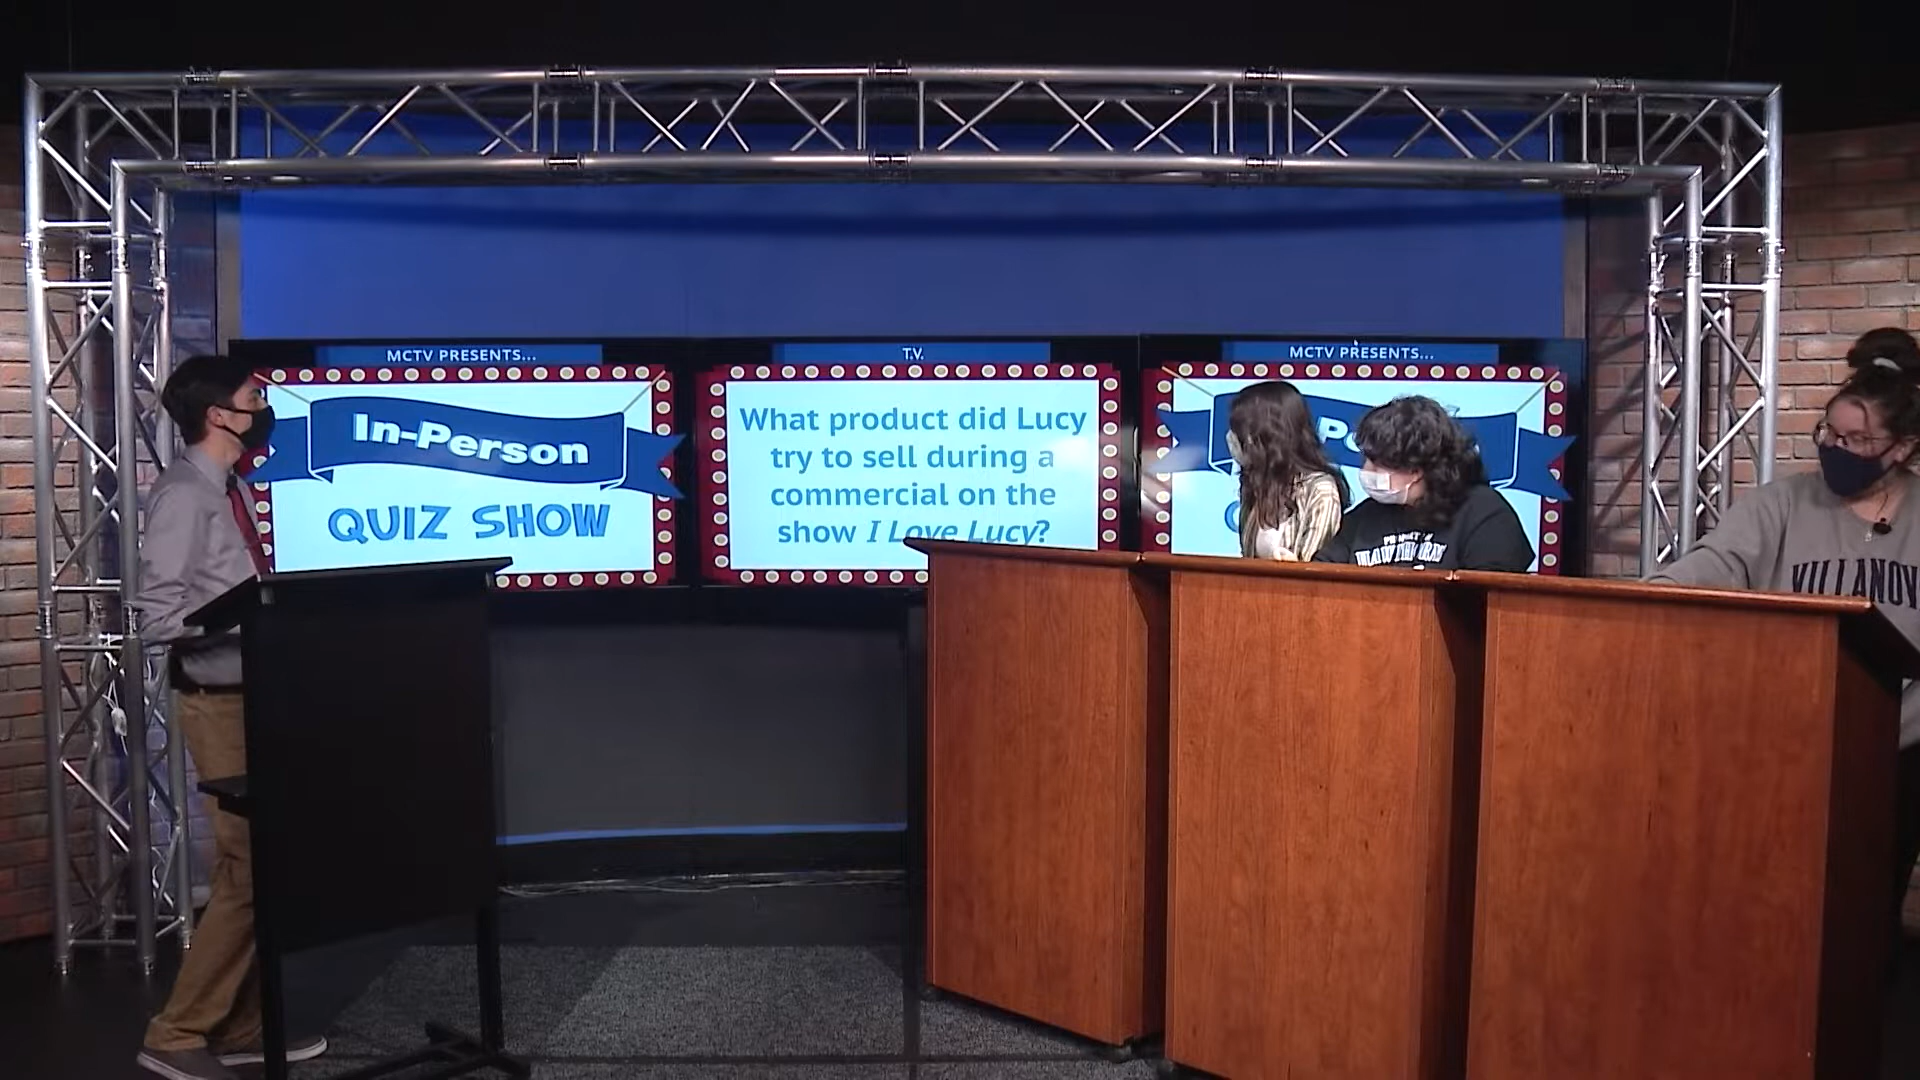 MCTV PRESENTS...
In-Person
QUIZ SHOW
T.V.
What product did Lucy
try to sell during a
commercial on the
show I Love Lucy?
MCTV PRESENTS...
VILLANOV